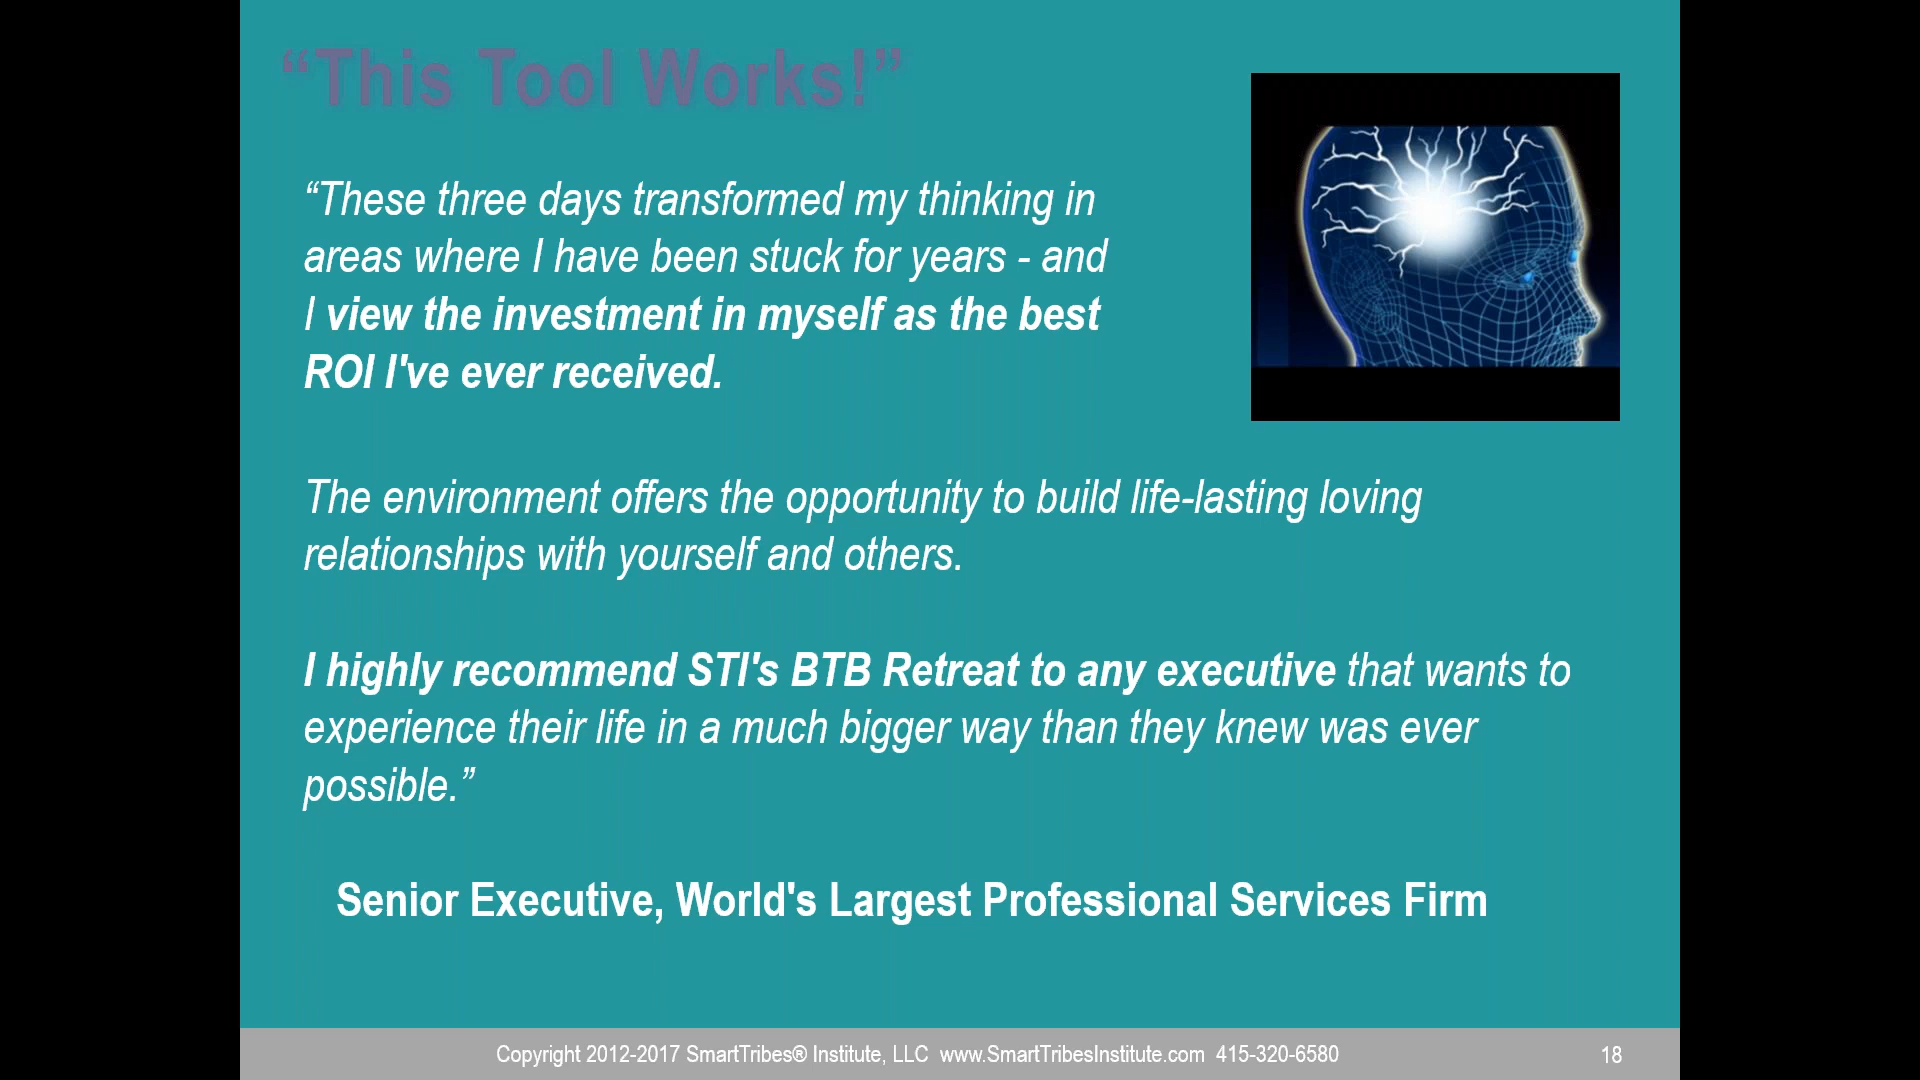 “This Tool Works!”
“These three days transformed my thinking in
areas where I have been stuck for years - and
I view the investment in myself as the best
ROI I've ever received.
The environment offers the opportunity to build life-lasting loving
relationships with yourself and others.
I highly recommend STI's BTB Retreat to any executive that wants to
experience their life in a much bigger way than they knew was ever
possible.”
Senior Executive, World's Largest Professional Services Firm
Copyright 2012-2017 SmartTribes® Institute, LLC www.SmartTribesInstitute.com 415-320-6580
18